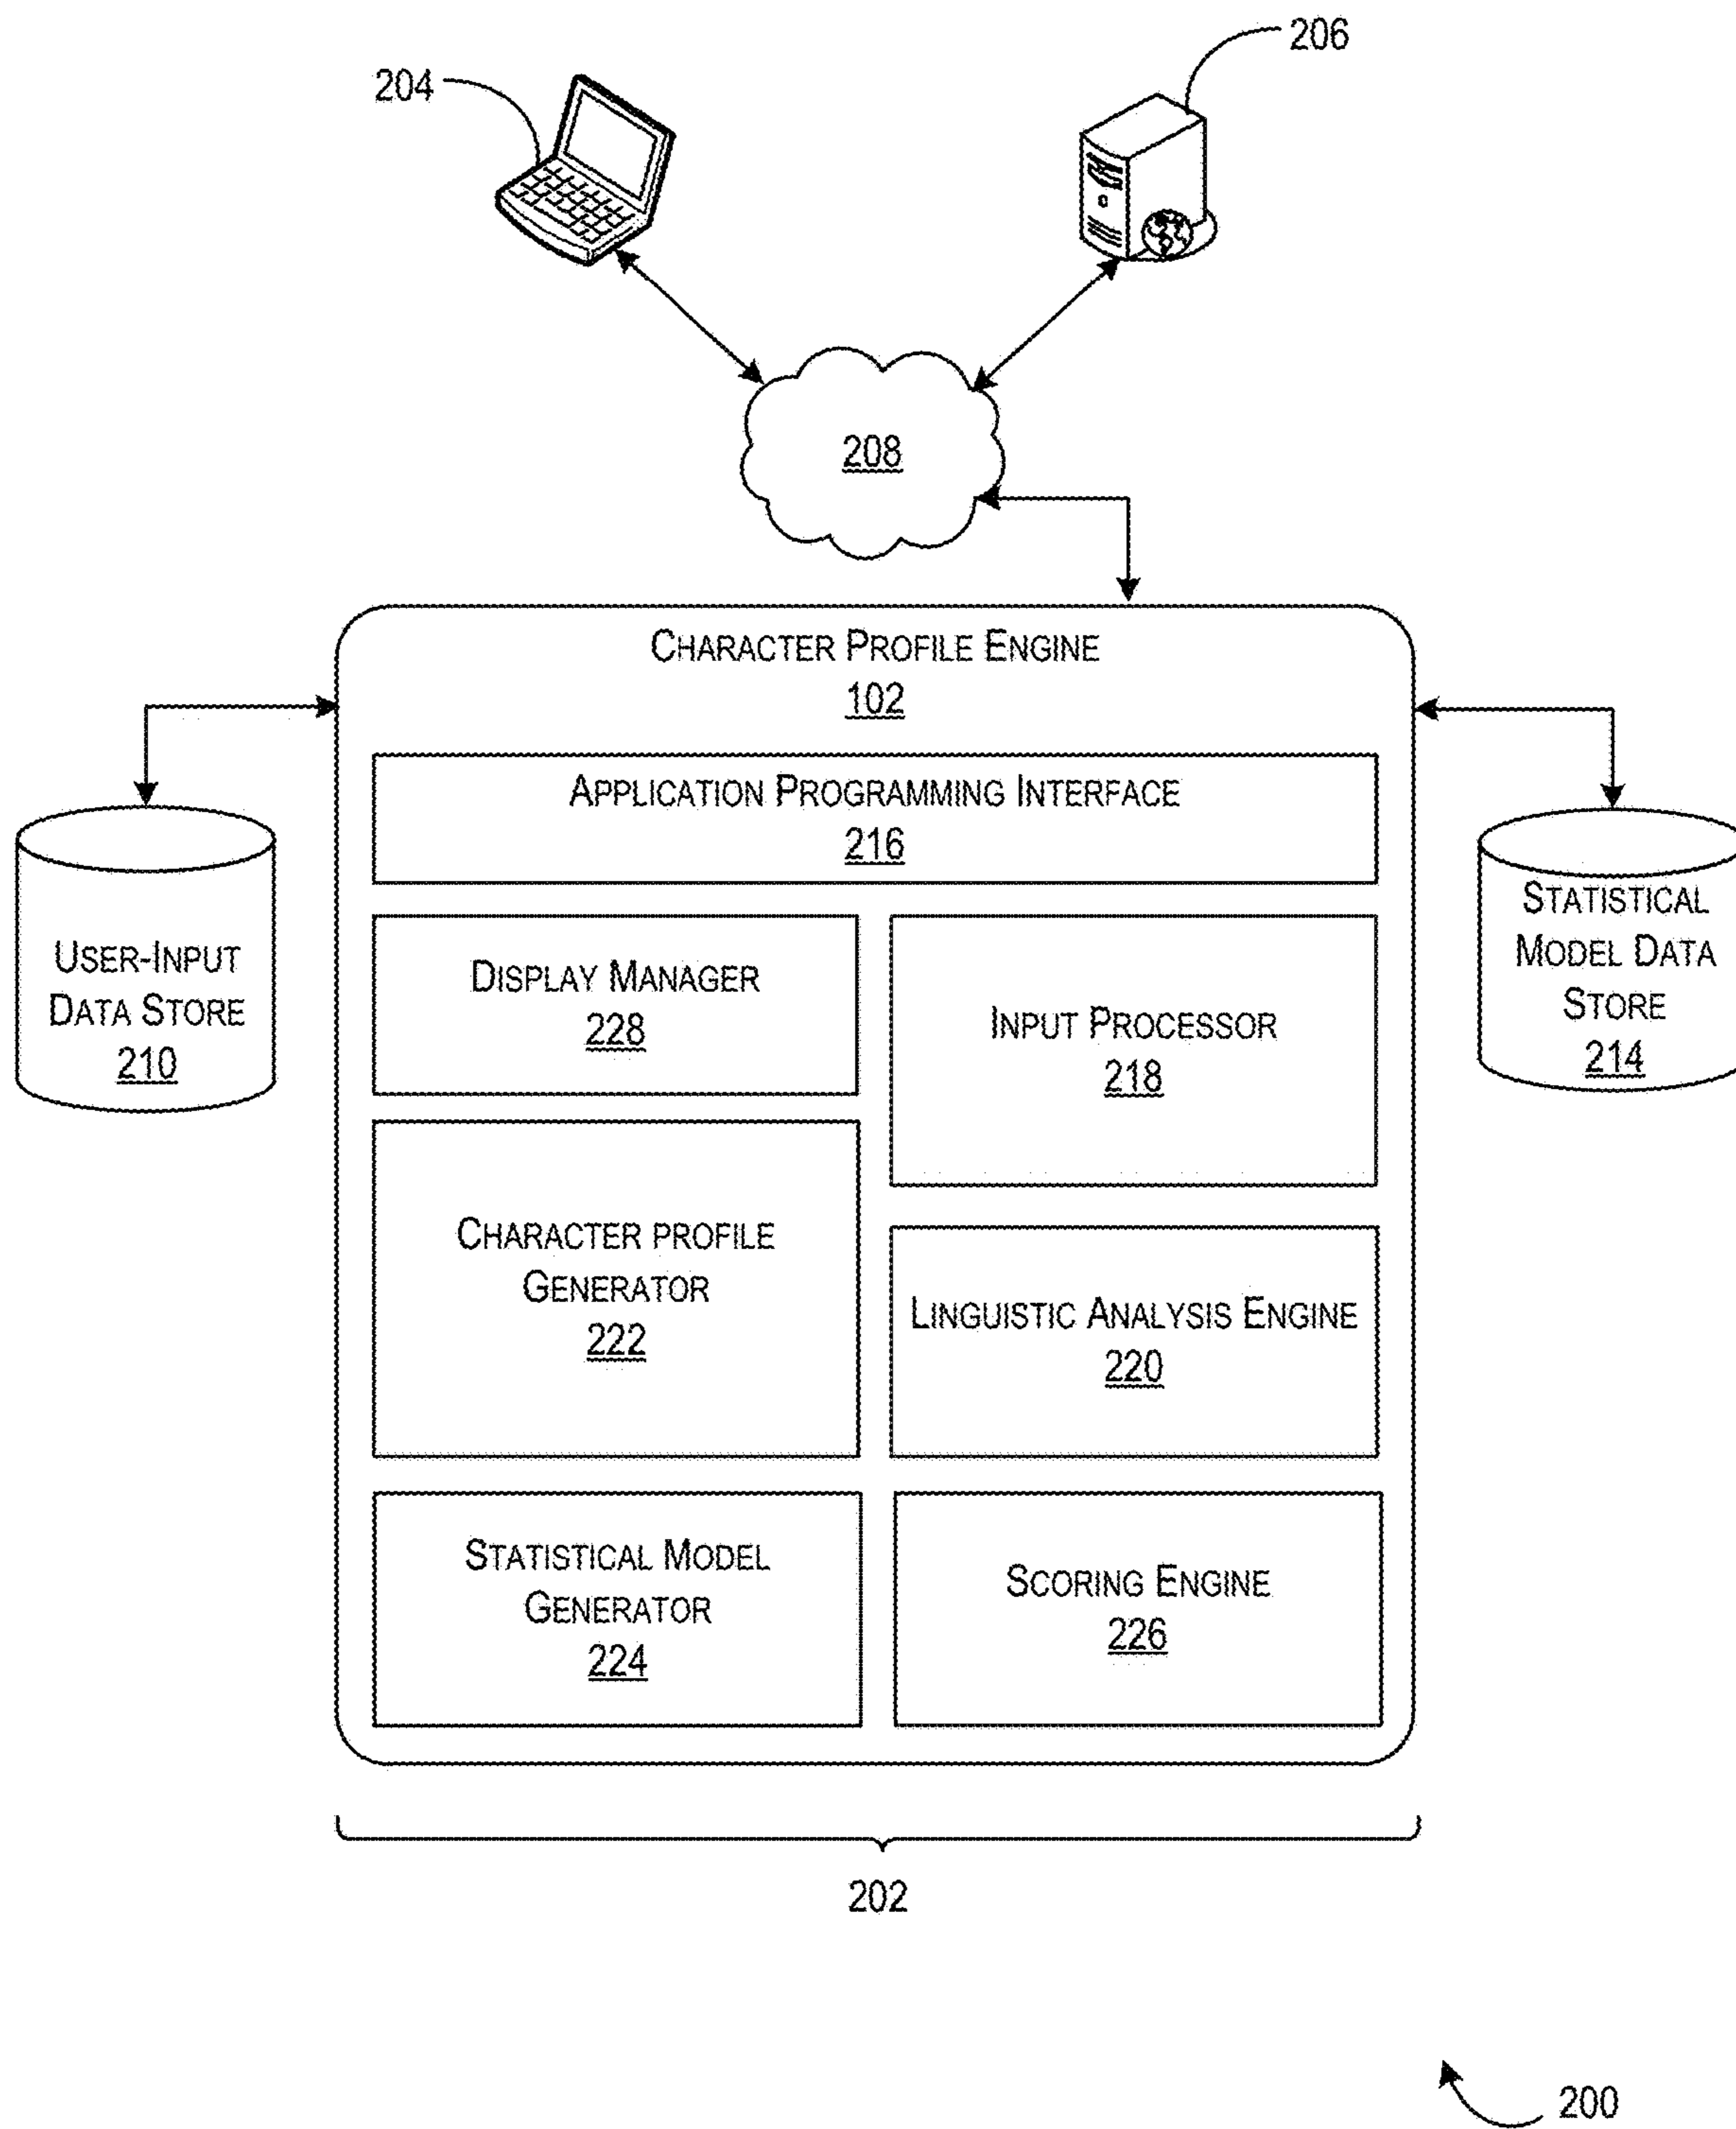 204
206
208
CHARACTER PROFILE ENGINE
102
APPLICATION PROGRAMMING INTERFACE
216
USER-INPUT
DATA STORE
210
DISPLAY MANAGER
228
INPUT PROCESSOR
218
STATISTICAL
MODEL DATA
STORE
214
CHARACTER PROFILE
GENERATOR
222
LINGUISTIC ANALYSIS ENGINE
220
STATISTICAL MODEL
GENERATOR
224
SCORING ENGINE
226
202
200